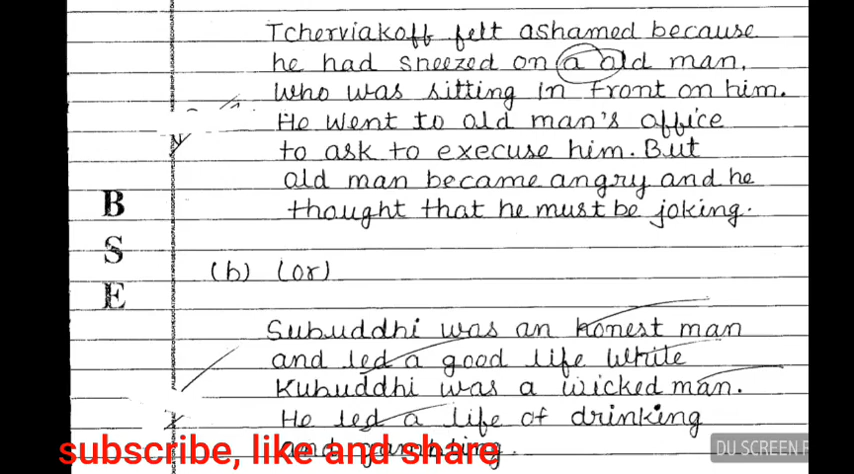 Tcherviakoff felt ashamed because
he had sneezed on a old man,
who was sitting in front on him.
He went to old man's office
to ask to execuse him. But
old man became angry and he
thought that he must be joking.
B
S
E
(b) (or)
Subuddhi was an honest man
and led a good life while
Kubuddhi was a wicked man.
He led a life of drinking
and gambling.
subscribe, like and share
DU SCREEN